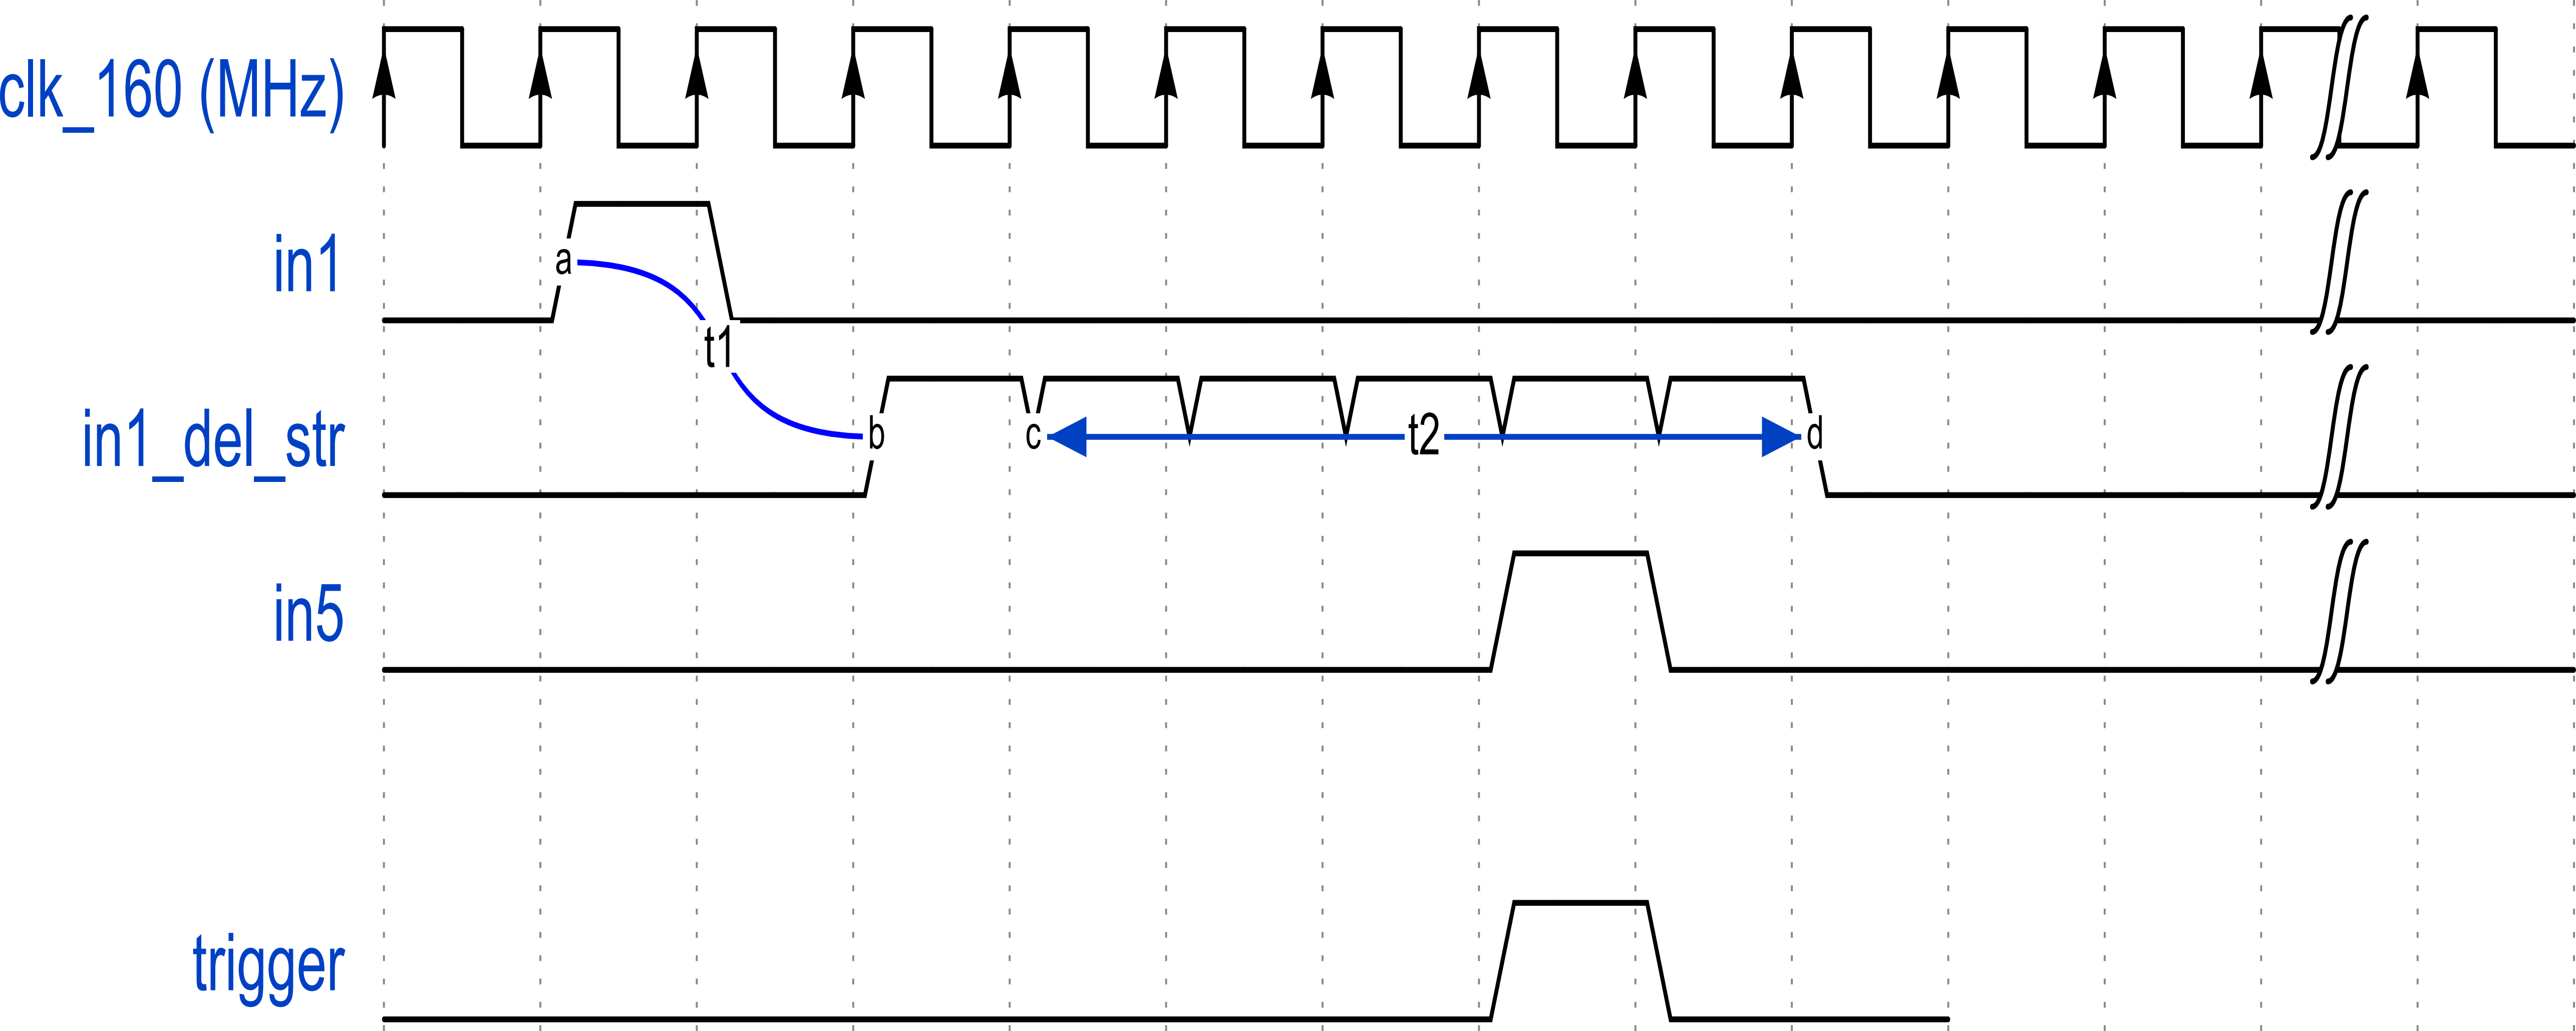 clk_160 (MHz)
in1
a
t1
in1_del_str
b
c
t2
d
in5
trigger